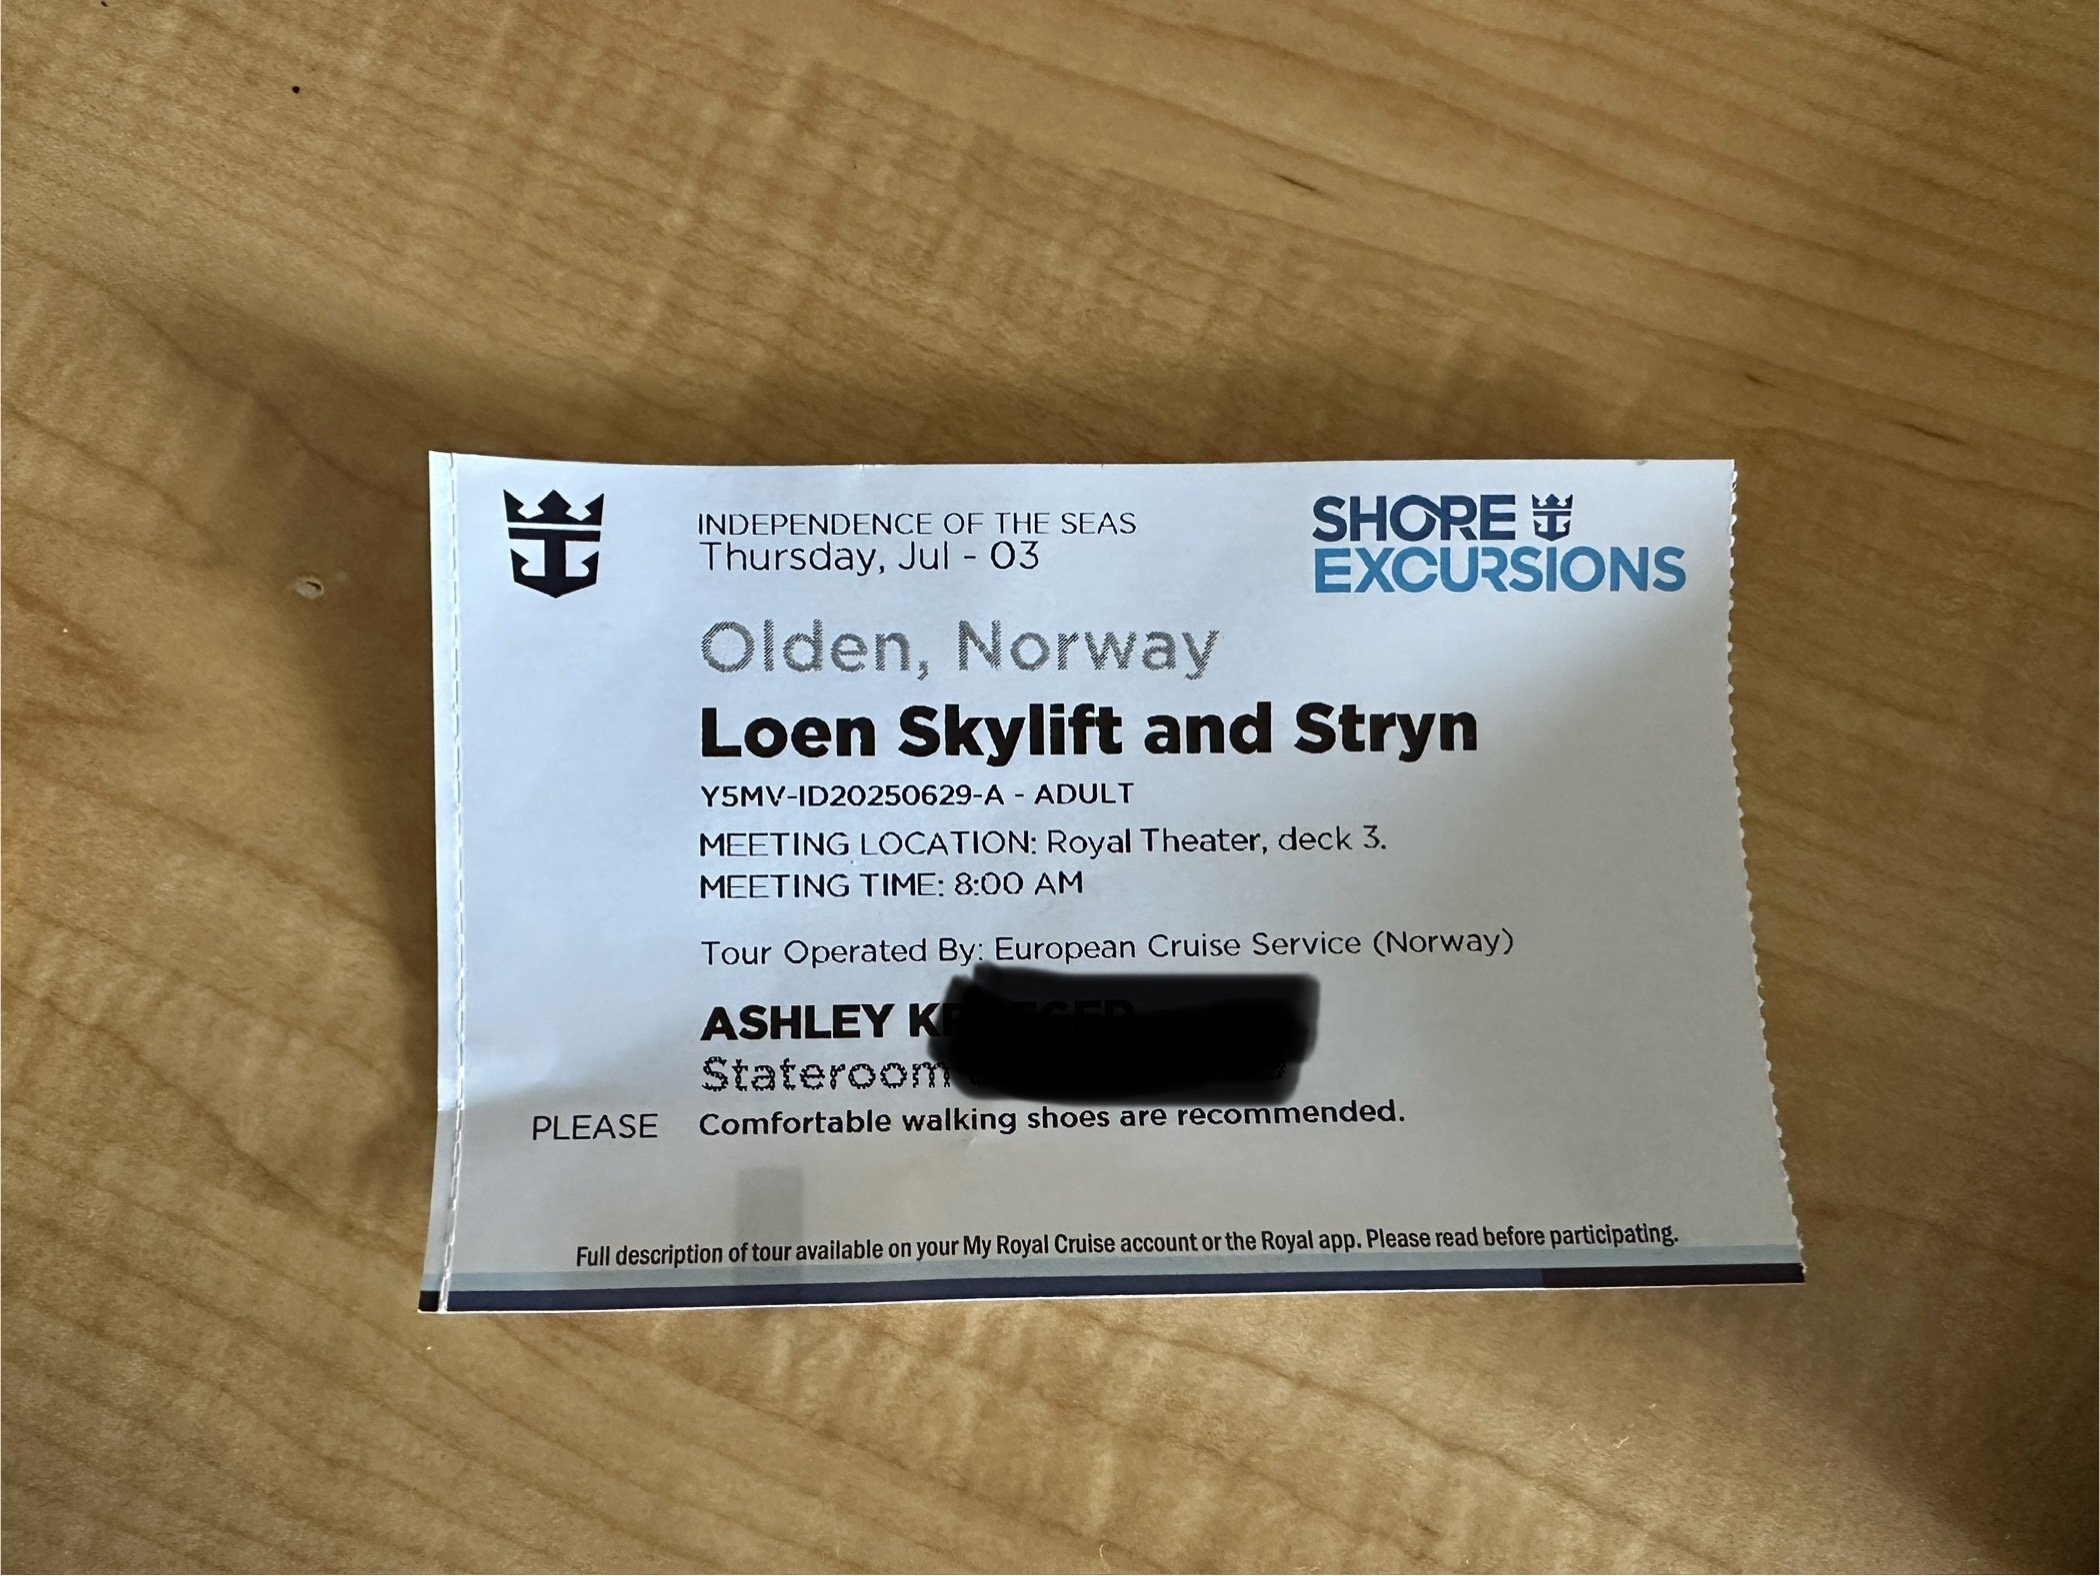 INDEPENDENCE OF THE SEAS
Thursday, Jul - 03
SHORE
EXCURSIONS
Olden, Norway
Loen Skylift and Stryn
Y5MV-ID20250629-A - ADULT
MEETING LOCATION: Royal Theater, deck 3.
MEETING TIME: 8:00 AM
Tour Operated By: European Cruise Service (Norway)
ASHLEY
Stateroom
PLEASE Comfortable walking shoes are recommended.
Full description of tour available on your My Royal Cruise account or the Royal app. Please read before participating.